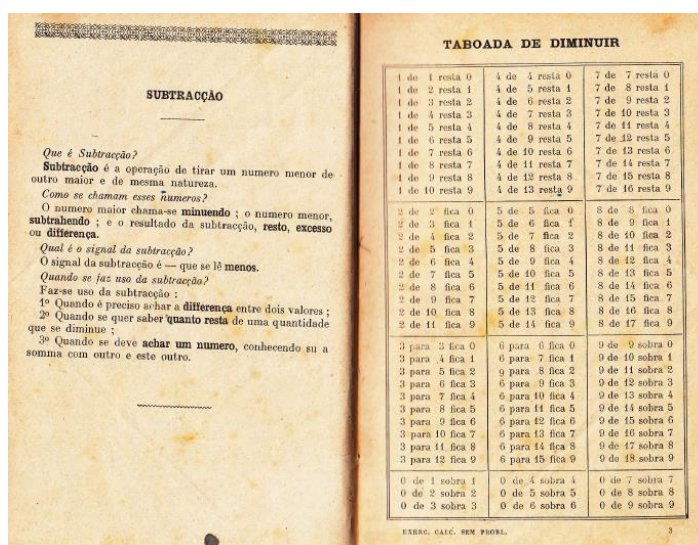 SUBTRACÇÃO
Que é Subtracção?
Subtracção é a operação de tirar um numero menor de
outro maior e de mesma natureza.
Como se chamam esses numeros?
O numero maior chama-se minuendo ; o numero menor,
subtrahendo ; e o resultado da subtracção, resto, excesso
ou differença.
Qual é o signal da subtracção?
O signal da subtracção é — que se lê menos.
Quando se faz uso da subtracção?
Faz-se uso da subtracção :
1º Quando é preciso achar a differença entre dois valores ;
2º Quando se quer saber quanto resta de uma quantidade
que se diminue ;
3º Quando se deve achar um numero, conhecendo su a
somma com outro e este outro.
TABOADA DE DIMINUIR
1 de 1 resta 0 4 de 4 resta 0 7 de 7 resta 0
1 de 2 resta 1 4 de 5 resta 1 7 de 8 resta 1
1 de 3 resta 2 4 de 6 resta 2 7 de 9 resta 2
1 de 4 resta 3 4 de 7 resta 3 7 de 10 resta 3
1 de 5 resta 4 4 de 8 resta 4 7 de 11 resta 4
1 de 6 resta 5 4 de 9 resta 5 7 de 12 resta 5
1 de 7 resta 6 4 de 10 resta 6 7 de 13 resta 6
1 de 8 resta 7 4 de 11 resta 7 7 de 14 resta 7
1 de 9 resta 8 4 de 12 resta 8 7 de 15 resta 8
1 de 10 resta 9 4 de 13 resta 9 7 de 16 resta 9
2 de 2 fica 0 5 de 5 fica 0 8 de 8 fica 0
2 de 3 fica 1 5 de 6 fica 1 8 de 9 fica 1
2 de 4 fica 2 5 de 7 fica 2 8 de 10 fica 2
2 de 5 fica 3 5 de 8 fica 3 8 de 11 fica 3
2 de 6 fica 4 5 de 9 fica 4 8 de 12 fica 4
2 de 7 fica 5 5 de 10 fica 5 8 de 13 fica 5
2 de 8 fica 6 5 de 11 fica 6 8 de 14 fica 6
2 de 9 fica 7 5 de 12 fica 7 8 de 15 fica 7
2 de 10 fica 8 5 de 13 fica 8 8 de 16 fica 8
2 de 11 fica 9 5 de 14 fica 9 8 de 17 fica 9
3 para 3 fica 0 6 para 6 fica 0 9 de 9 sobra 0
3 para 4 fica 1 6 para 7 fica 1 9 de 10 sobra 1
3 para 5 fica 2 9 para 8 fica 2 9 de 11 sobra 2
3 para 6 fica 3 6 para 9 fica 3 9 de 12 sobra 3
3 para 7 fica 4 6 para 10 fica 4 9 de 13 sobra 4
3 para 8 fica 5 6 para 11 fica 5 9 de 14 sobra 5
3 para 9 fica 6 6 para 12 fica 6 9 de 15 sobra 6
3 para 10 fica 7 6 para 13 fica 7 9 de 16 sobra 7
3 para 11 fica 8 6 para 14 fica 8 9 de 17 sobra 8
3 para 12 fica 9 6 para 15 fica 9 9 de 18 sobra 9
0 de 1 sobra 1 0 de 4 sobra 4 0 de 7 sobra 7
0 de 2 sobra 2 0 de 5 sobra 5 0 de 8 sobra 8
0 de 3 sobra 3 0 de 6 sobra 6 0 de 9 sobra 9
EXERC. CALC. SEM PROBL. 3